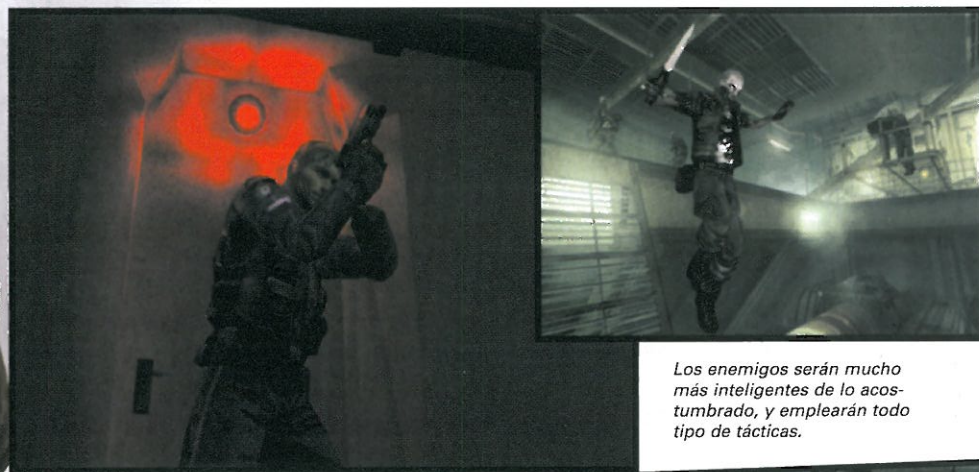 Los enemigos serán mucho
más inteligentes de lo acos-
tumbrado, y emplearán todo
tipo de tácticas.